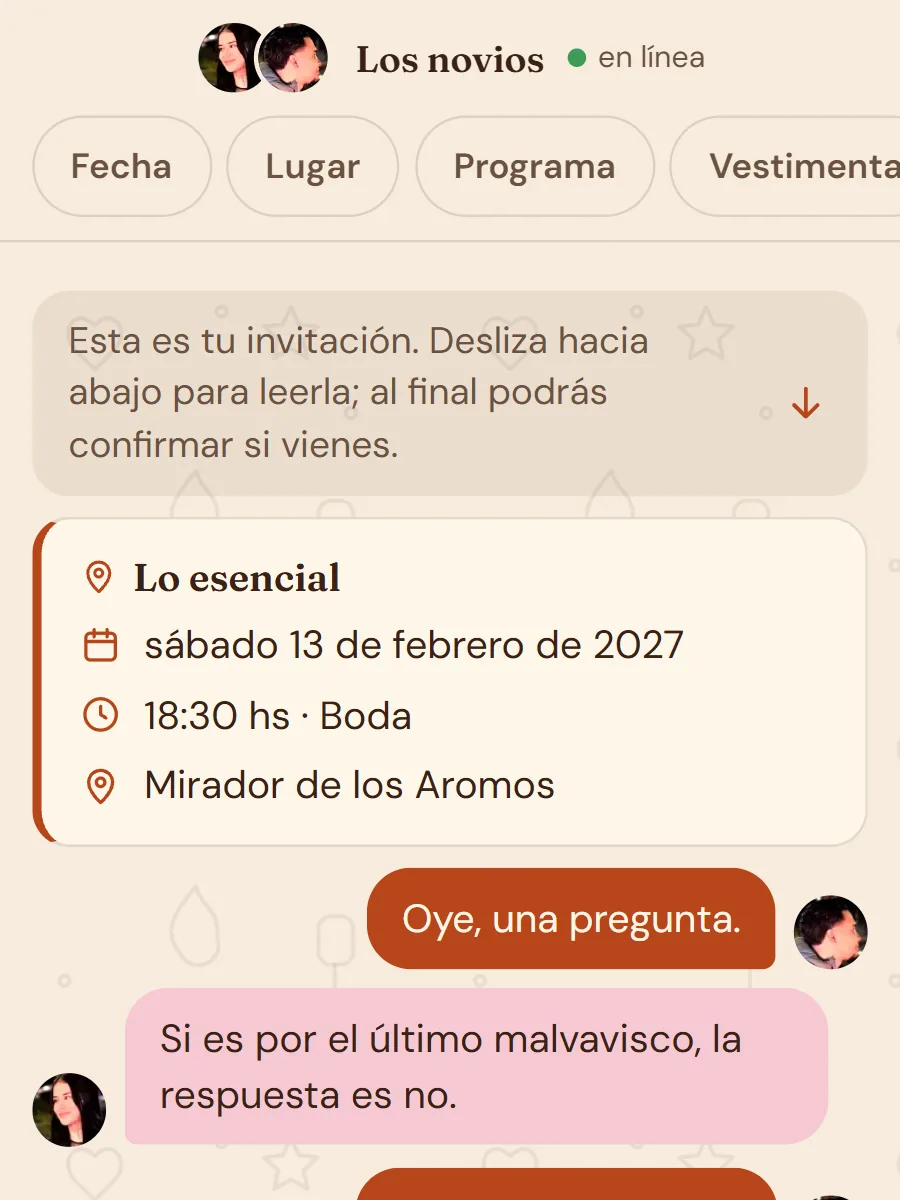 Los novios en línea
Fecha Lugar Programa Vestimenta
Esta es tu invitación. Desliza hacia
abajo para leerla; al final podrás
confirmar si vienes.
Lo esencial
sábado 13 de febrero de 2027
18:30 hs · Boda
Mirador de los Aromos
Oye, una pregunta.
Si es por el último malvavisco, la
respuesta es no.